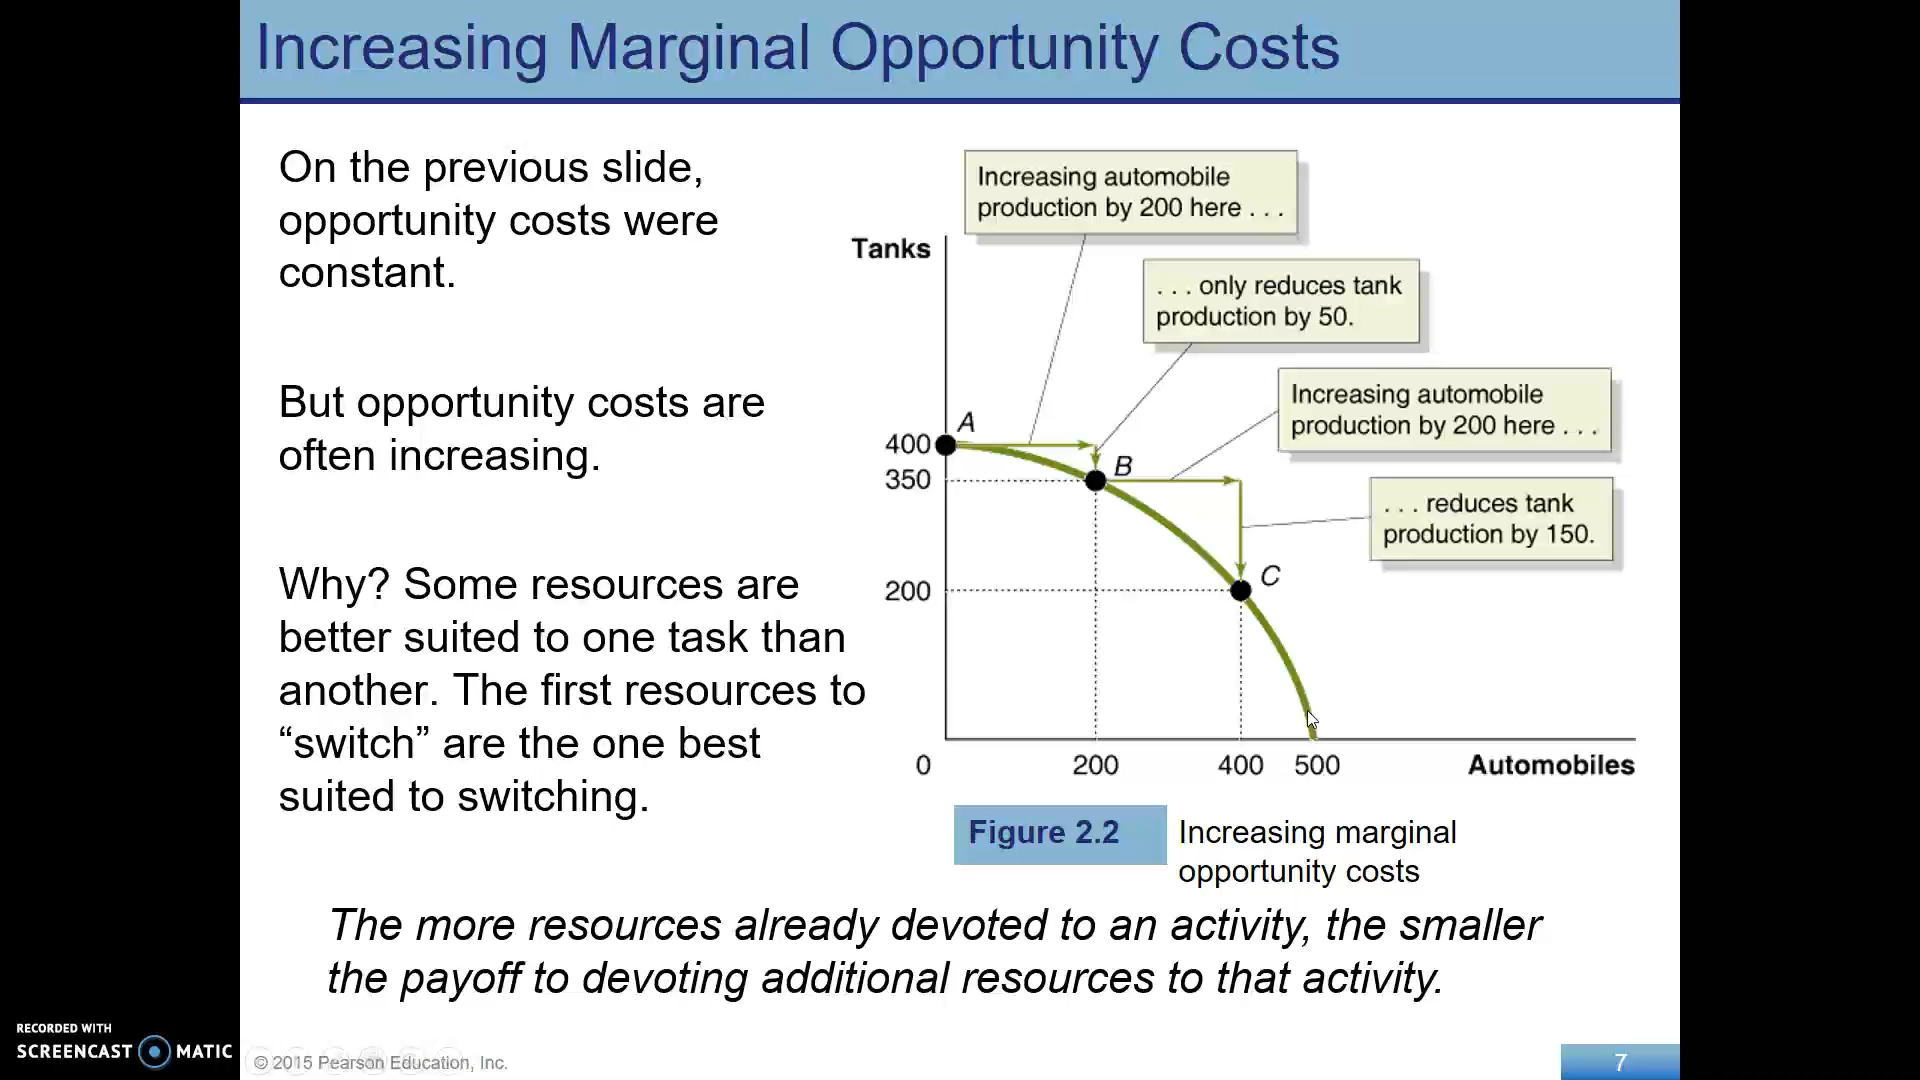 Increasing Marginal Opportunity Costs
On the previous slide,
opportunity costs were
constant.
But opportunity costs are
often increasing.
Why? Some resources are
better suited to one task than
another. The first resources to
“switch” are the one best
suited to switching.
Increasing automobile
production by 200 here . . .
Tanks
. . . only reduces tank
production by 50.
Increasing automobile
production by 200 here . . .
A
400
B
350
. . . reduces tank
production by 150.
C
200
0
200
400
500
Automobiles
Figure 2.2
Increasing marginal
opportunity costs
The more resources already devoted to an activity, the smaller
the payoff to devoting additional resources to that activity.
RECORDED WITH
SCREENCAST MATIC
© 2015 Pearson Education, Inc.
7